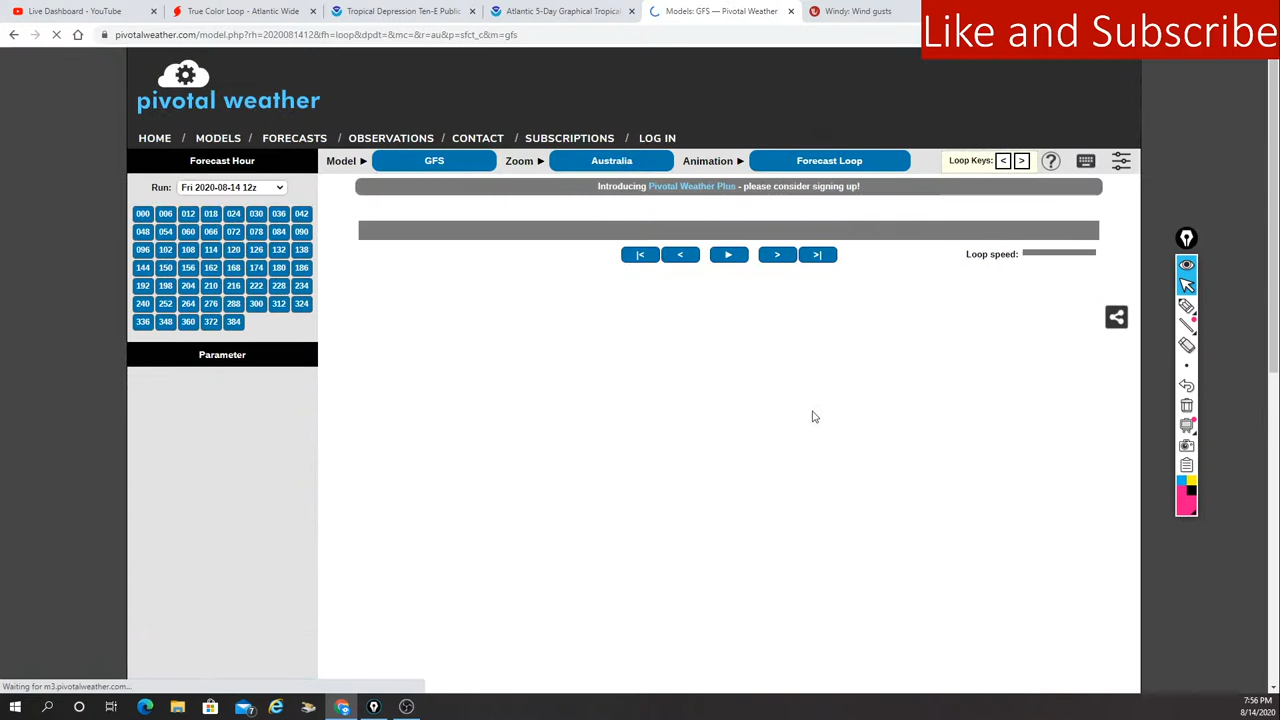 Live Dashboard - YouTube
True Color Loop - Atlantic Wide
Tropical Depression Ten-E Public
Atlantic 5-Day Graphical Tropical
Models: GFS — Pivotal Weather
Windy: Wind gusts
Like and Subscribe
pivotalweather.com/model.php?rh=2020081412&fh=loop&dpdt=&mc=&r=au&p=sfct_c&m=gfs
pivotal weather
HOME / MODELS / FORECASTS / OBSERVATIONS / CONTACT / SUBSCRIPTIONS / LOG IN
Forecast Hour
Model ▶ GFS Zoom ▶ Australia Animation ▶ Forecast Loop Loop Keys: < > ?
Run: Fri 2020-08-14 12z
Introducing Pivotal Weather Plus - please consider signing up!
000 006 012 018 024 030 036 042
048 054 060 066 072 078 084 090
096 102 108 114 120 126 132 138
144 150 156 162 168 174 180 186
192 198 204 210 216 222 228 234
240 252 264 276 288 300 312 324
336 348 360 372 384
|< < ▶ > >| Loop speed:
Parameter
Waiting for m3.pivotalweather.com...
7:56 PM
8/14/2020